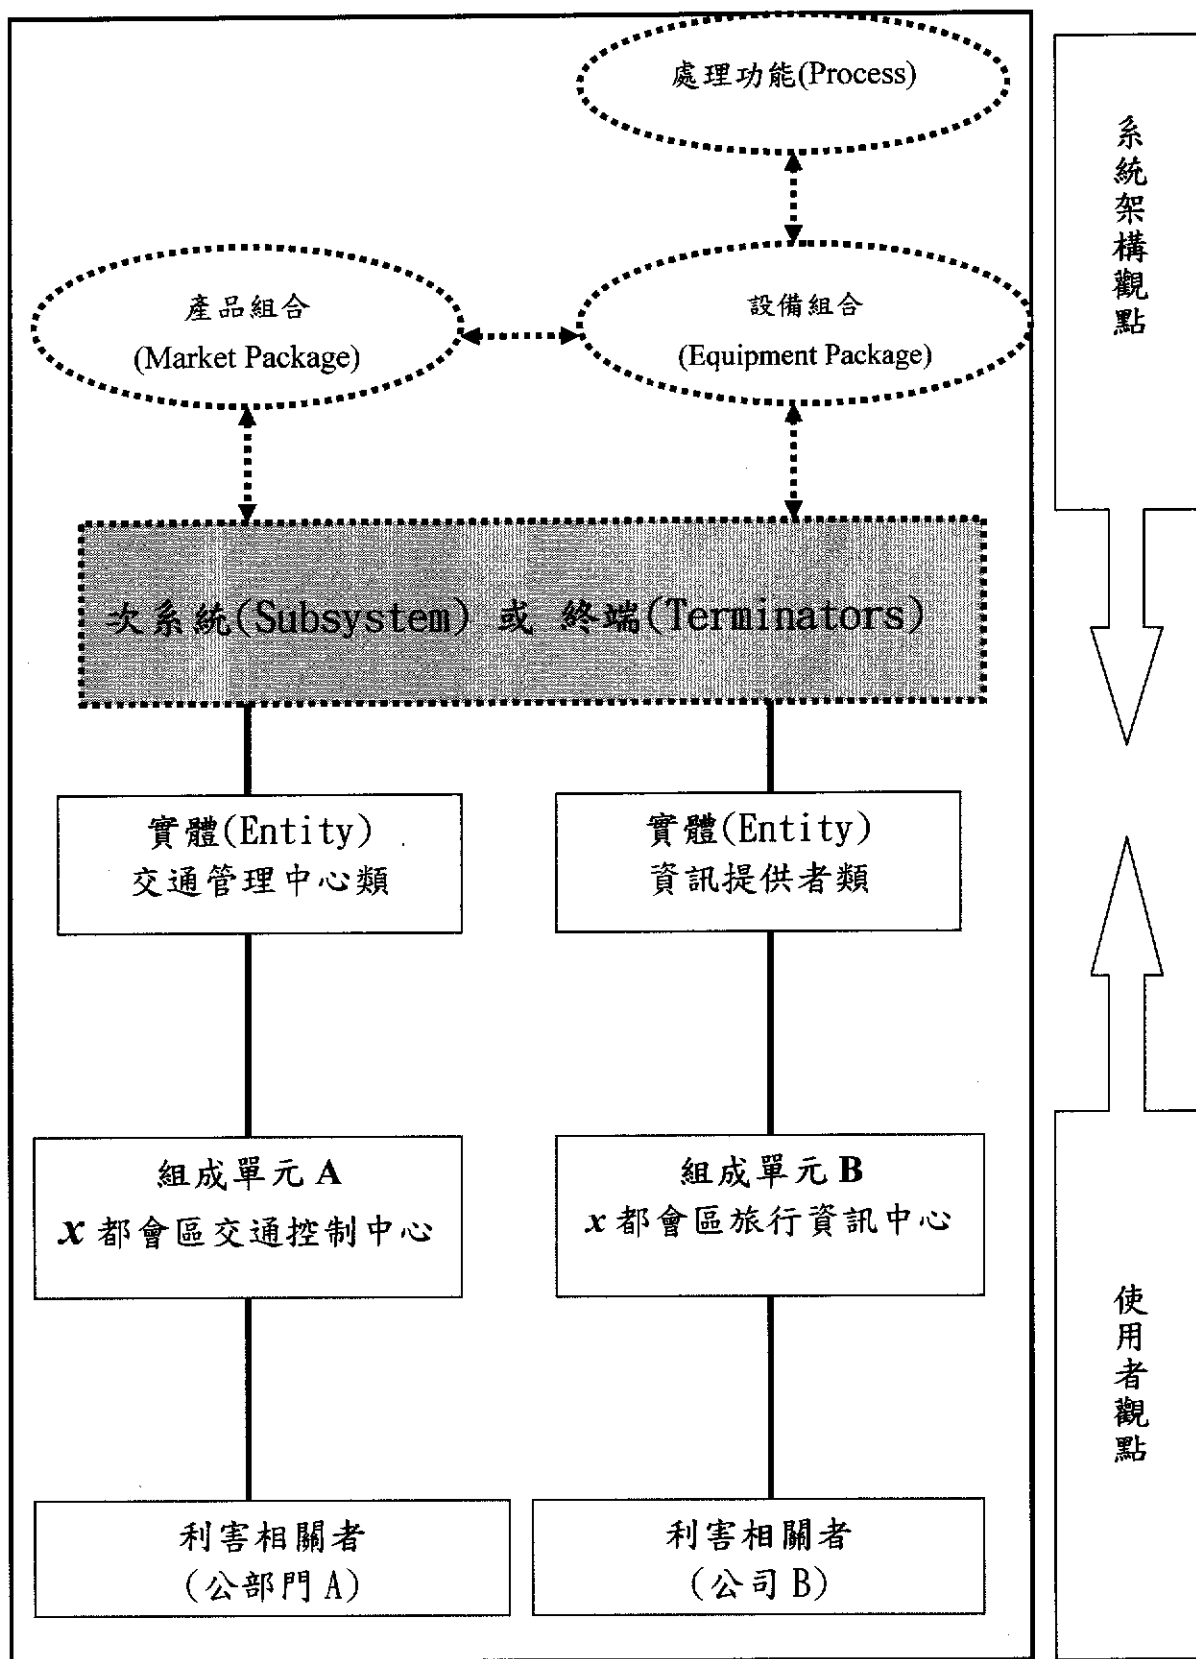 處理功能(Process)
產品組合
(Market Package)
設備組合
(Equipment Package)
次系統(Subsystem) 或 終端(Terminators)
實體(Entity)
交通管理中心類
實體(Entity)
資訊提供者類
組成單元 A
x 都會區交通控制中心
組成單元 B
x 都會區旅行資訊中心
利害相關者
(公部門 A)
利害相關者
(公司 B)
系統架構觀點
使用者觀點